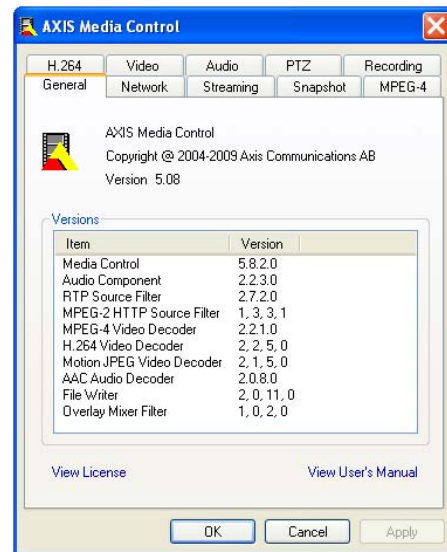 AXIS Media Control
H.264 Video Audio PTZ Recording
General Network Streaming Snapshot MPEG-4
AXIS Media Control
Copyright @ 2004-2009 Axis Communications AB
Version 5.08
Versions
Item Version
Media Control 5.8.2.0
Audio Component 2.2.3.0
RTP Source Filter 2.7.2.0
MPEG-2 HTTP Source Filter 1, 3, 3, 1
MPEG-4 Video Decoder 2.2.1.0
H.264 Video Decoder 2, 2, 5, 0
Motion JPEG Video Decoder 2, 1, 5, 0
AAC Audio Decoder 2.0.8.0
File Writer 2, 0, 11, 0
Overlay Mixer Filter 1, 0, 2, 0
View License View User's Manual
OK Cancel Apply